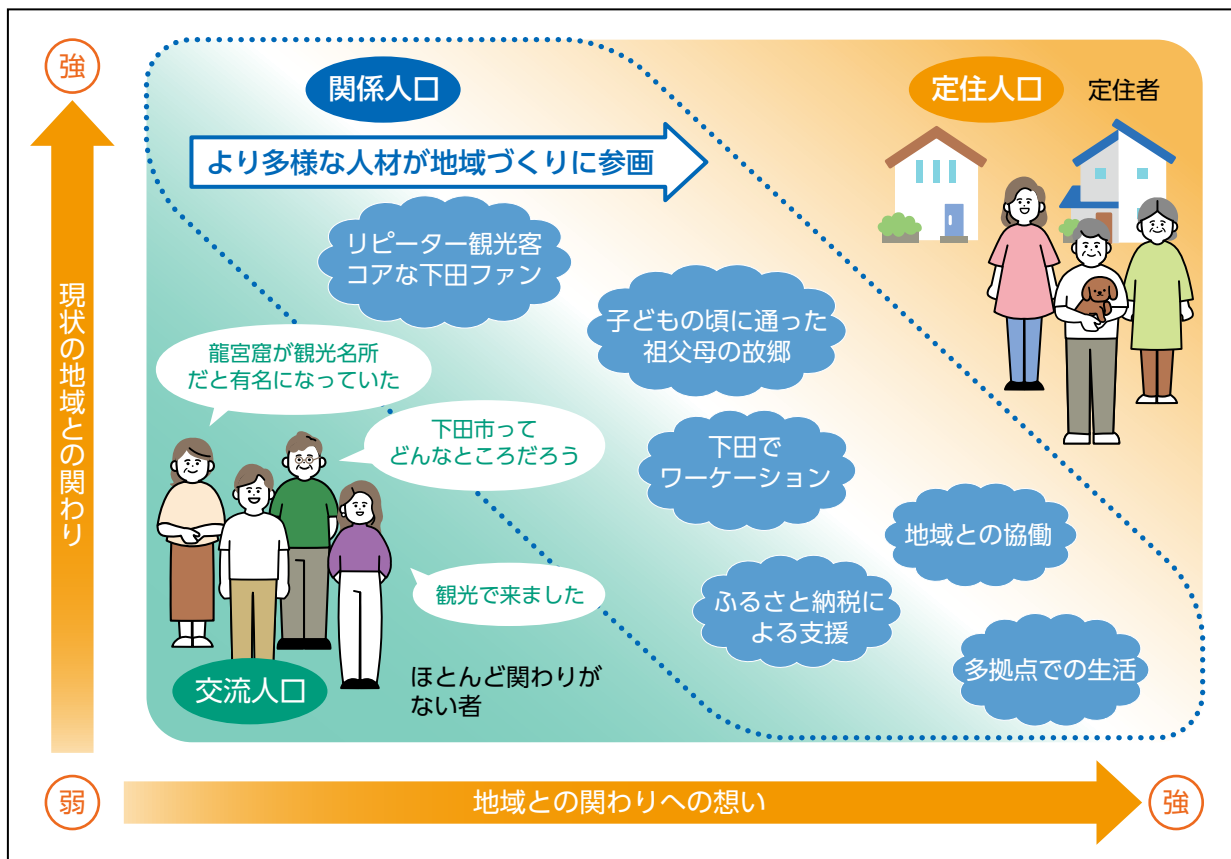 強
関係人口
定住人口
定住者
より多様な人材が地域づくりに参画
リピーター観光客
コアな下田ファン
子どもの頃に通った
祖父母の故郷
龍宮窟が観光名所
だと有名になっていた
下田市って
どんなところだろう
下田で
ワーケーション
地域との協働
観光で来ました
ふるさと納税に
よる支援
多拠点での生活
交流人口
ほとんど関わりが
ない者
現状の地域との関わり
弱
地域との関わりへの想い
強